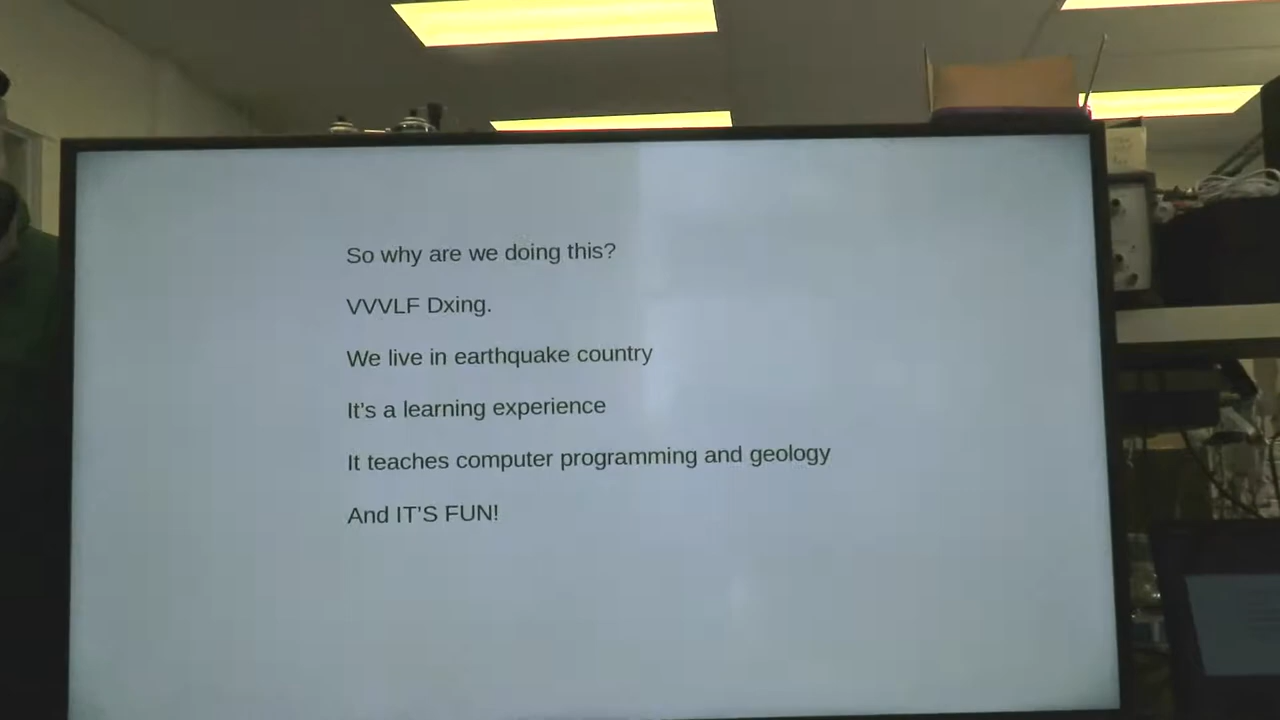 So why are we doing this?
VVVLF Dxing.
We live in earthquake country
It's a learning experience
It teaches computer programming and geology
And IT'S FUN!